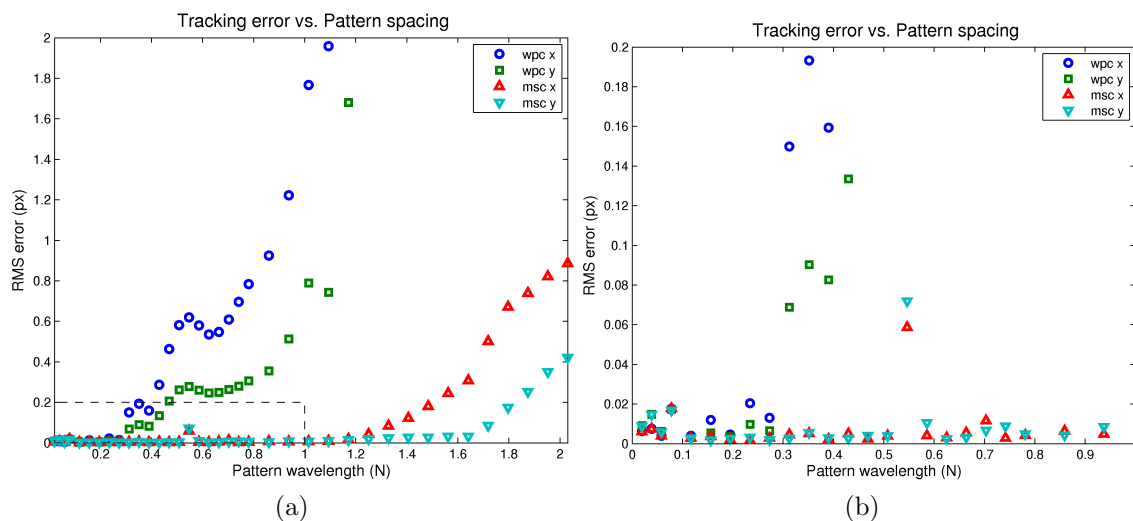 Tracking error vs. Pattern spacing
RMS error (px)
2
1.8
1.6
1.4
1.2
1
0.8
0.6
0.4
0.2
0
wpc x
wpc y
msc x
msc y
0.2 0.4 0.6 0.8 1 1.2 1.4 1.6 1.8 2
Pattern wavelength (N)
(a)
Tracking error vs. Pattern spacing
RMS error (px)
0.2
0.18
0.16
0.14
0.12
0.1
0.08
0.06
0.04
0.02
0
wpc x
wpc y
msc x
msc y
0 0.1 0.2 0.3 0.4 0.5 0.6 0.7 0.8 0.9
Pattern wavelength (N)
(b)